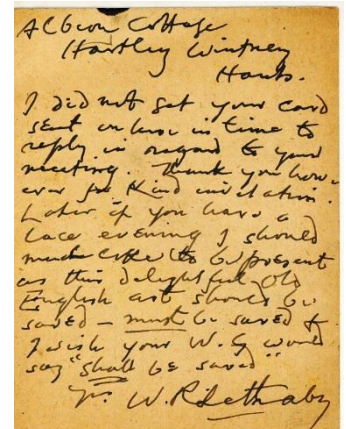 Albion Cottage
Hartley Wintney
Hants.
I did not get your card
sent on here in time to
reply in regard to your
meeting. Thank you how-
ever for kind invitation.
Later if you have a
lace evening I should
much like to be present
as this delightful old
English art should be
saved – must be saved &
I wish your W. G would
say "shall be saved"
Yrs W. R Lethaby